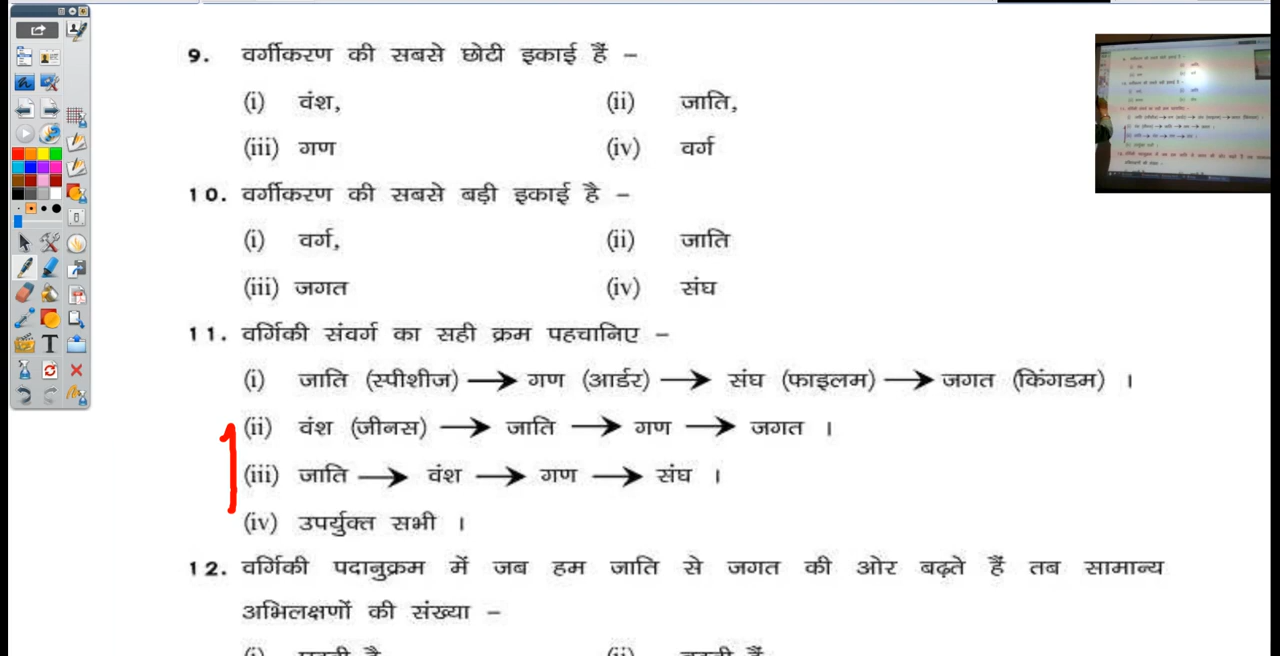 9. वर्गीकरण की सबसे छोटी इकाई हैं –
(i) वंश, (ii) जाति,
(iii) गण (iv) वर्ग
10. वर्गीकरण की सबसे बड़ी इकाई है –
(i) वर्ग, (ii) जाति
(iii) जगत (iv) संघ
11. वर्गिकी संवर्ग का सही क्रम पहचानिए –
(i) जाति (स्पीशीज) → गण (आर्डर) → संघ (फाइलम) → जगत (किंगडम) ।
(ii) वंश (जीनस) → जाति → गण → जगत ।
(iii) जाति → वंश → गण → संघ ।
(iv) उपर्युक्त सभी ।
12. वर्गिकी पदानुक्रम में जब हम जाति से जगत की ओर बढ़ते हैं तब सामान्य
अभिलक्षणों की संख्या –
(i) (ii)